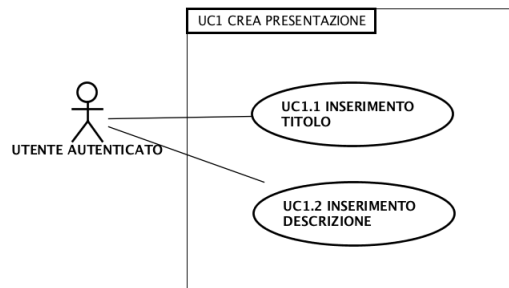 UC1 CREA PRESENTAZIONE
UC1.1 INSERIMENTO
TITOLO
UTENTE AUTENTICATO
UC1.2 INSERIMENTO
DESCRIZIONE